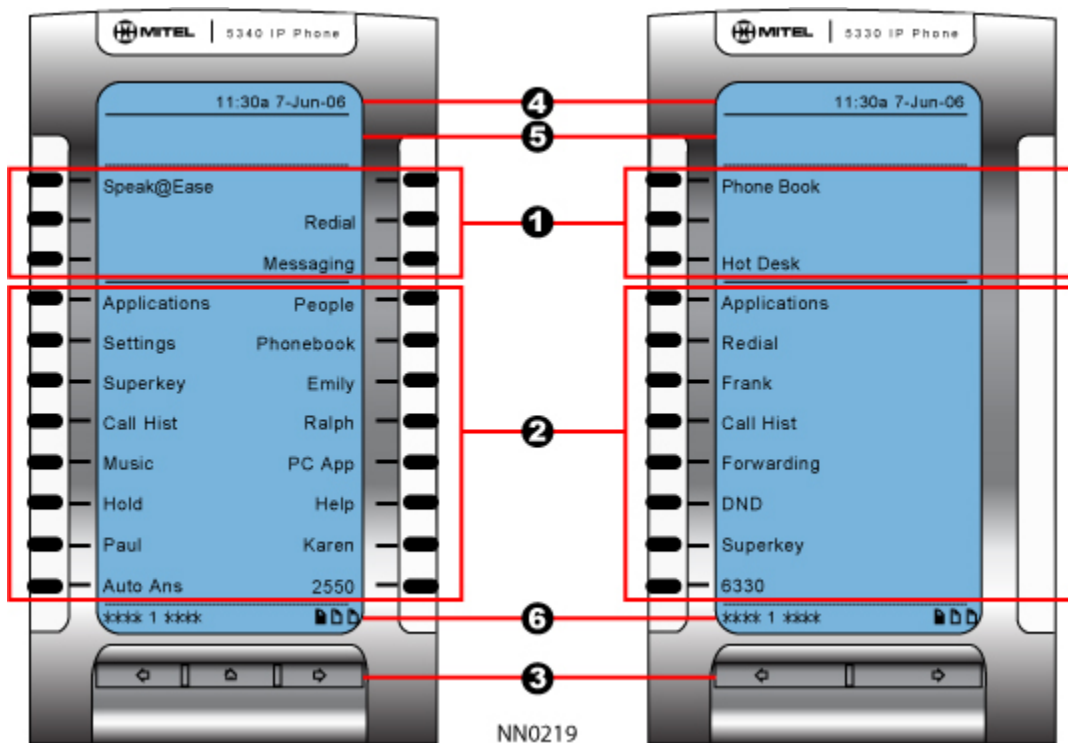 MITEL | 5340 IP Phone
11:30a 7-Jun-06
Speak@Ease
Redial
Messaging
Applications People
Settings Phonebook
Superkey Emily
Call Hist Ralph
Music PC App
Hold Help
Paul Karen
Auto Ans 2550
**** 1 ****
4
5
1
2
6
3
NN0219
MITEL | 5330 IP Phone
11:30a 7-Jun-06
Phone Book
Hot Desk
Applications
Redial
Frank
Call Hist
Forwarding
DND
Superkey
6330
**** 1 ****